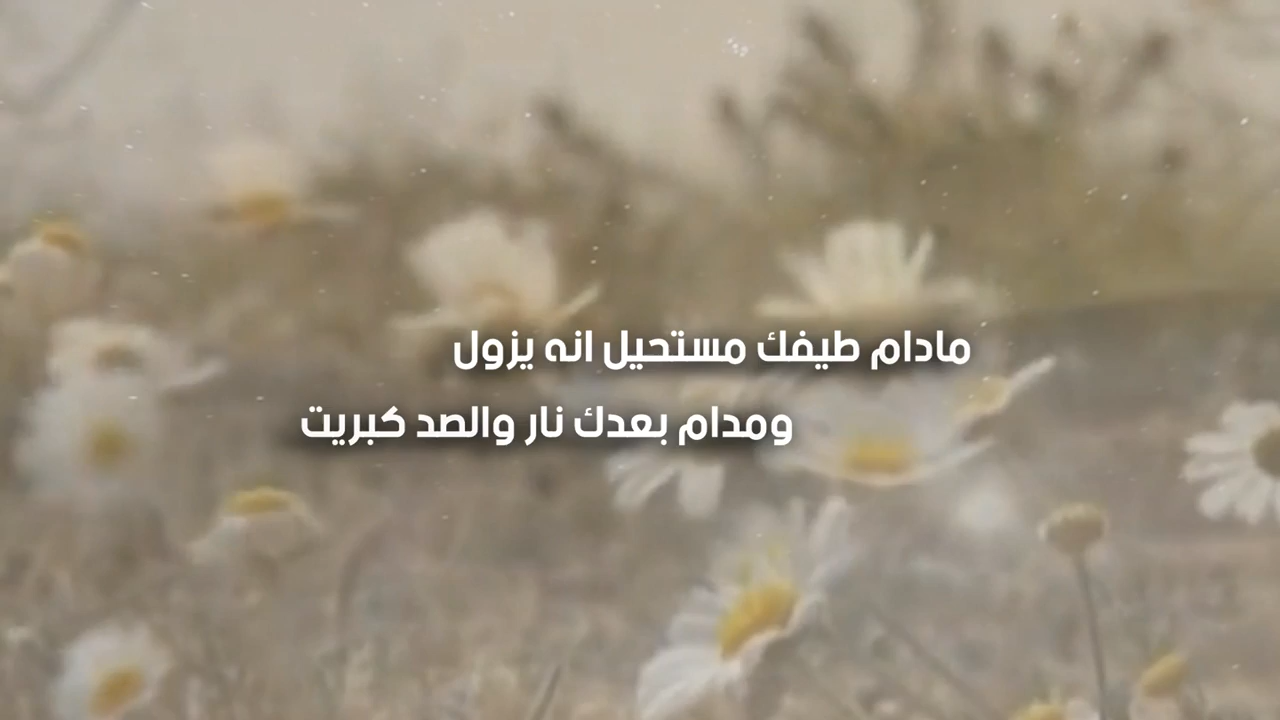 مادام طيفك مستحيل انه يزول
ومدام بعدك نار والصد كبريت